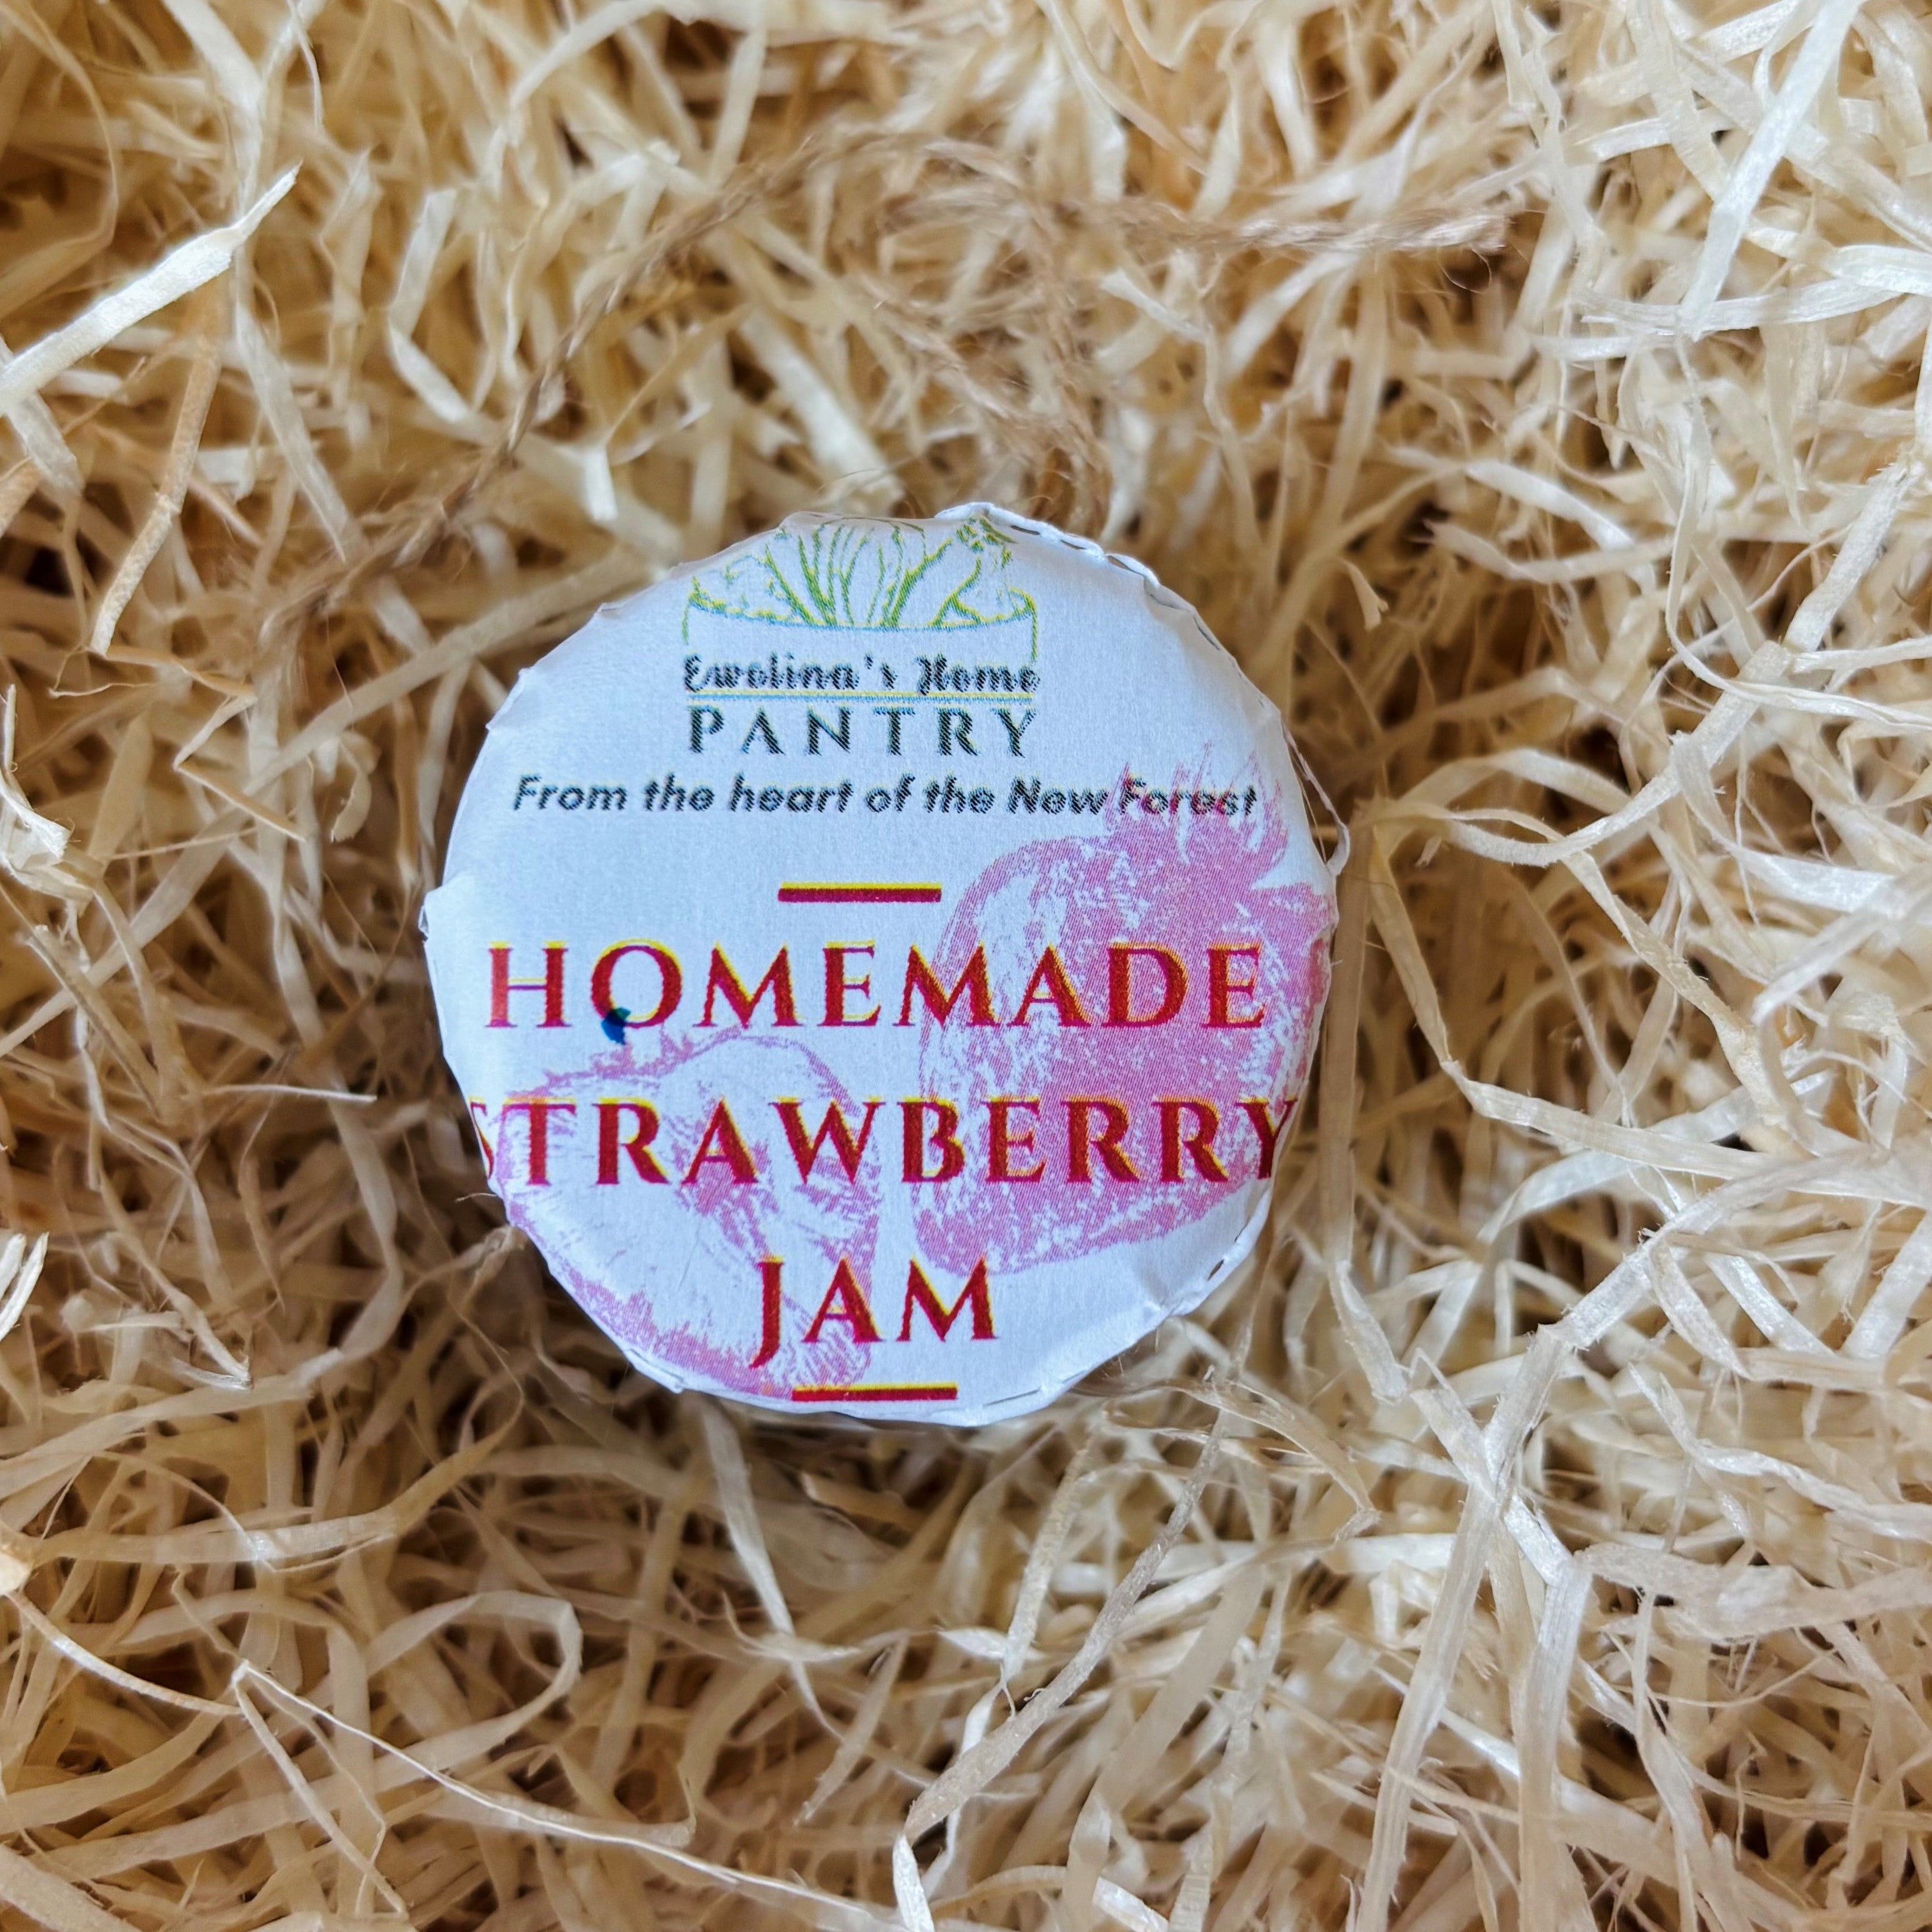 Ewelina's Home
PANTRY
From the heart of the New Forest
HOMEMADE
STRAWBERRY
JAM